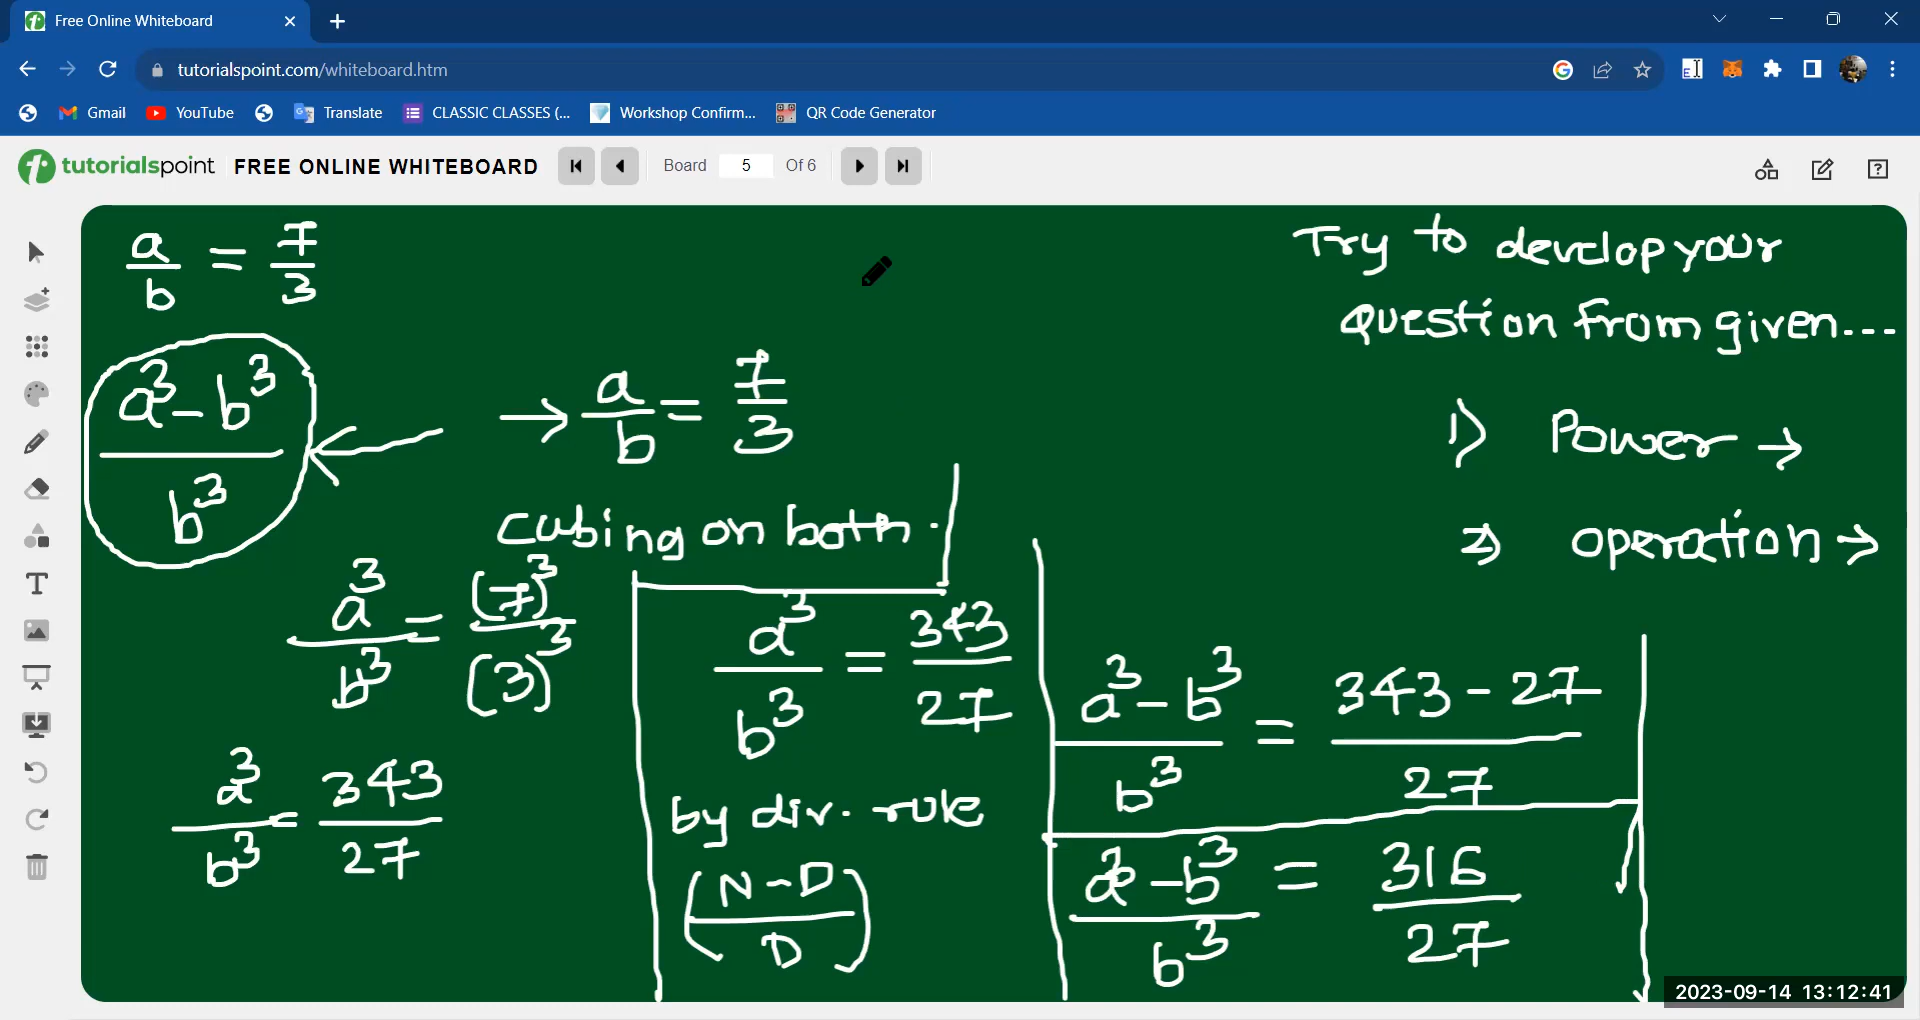 Free Online Whiteboard
tutorialspoint.com/whiteboard.htm
Gmail YouTube Translate CLASSIC CLASSES (... Workshop Confirm... QR Code Generator
tutorialspoint FREE ONLINE WHITEBOARD Board 5 Of 6
a/b = 7/3
Try to develop your
question from given...
(a³ - b³)/b³
→ a/b = 7/3
1) Power →
2) operation →
cubing on both.
a³/b³ = (7)³/(3)³
a³/b³ = 343/27
a³/b³ = 343/27
by div. rule
((N - D)/D)
(a³ - b³)/b³ = (343 - 27)/27
(a³ - b³)/b³ = 316/27
2023-09-14 13:12:41